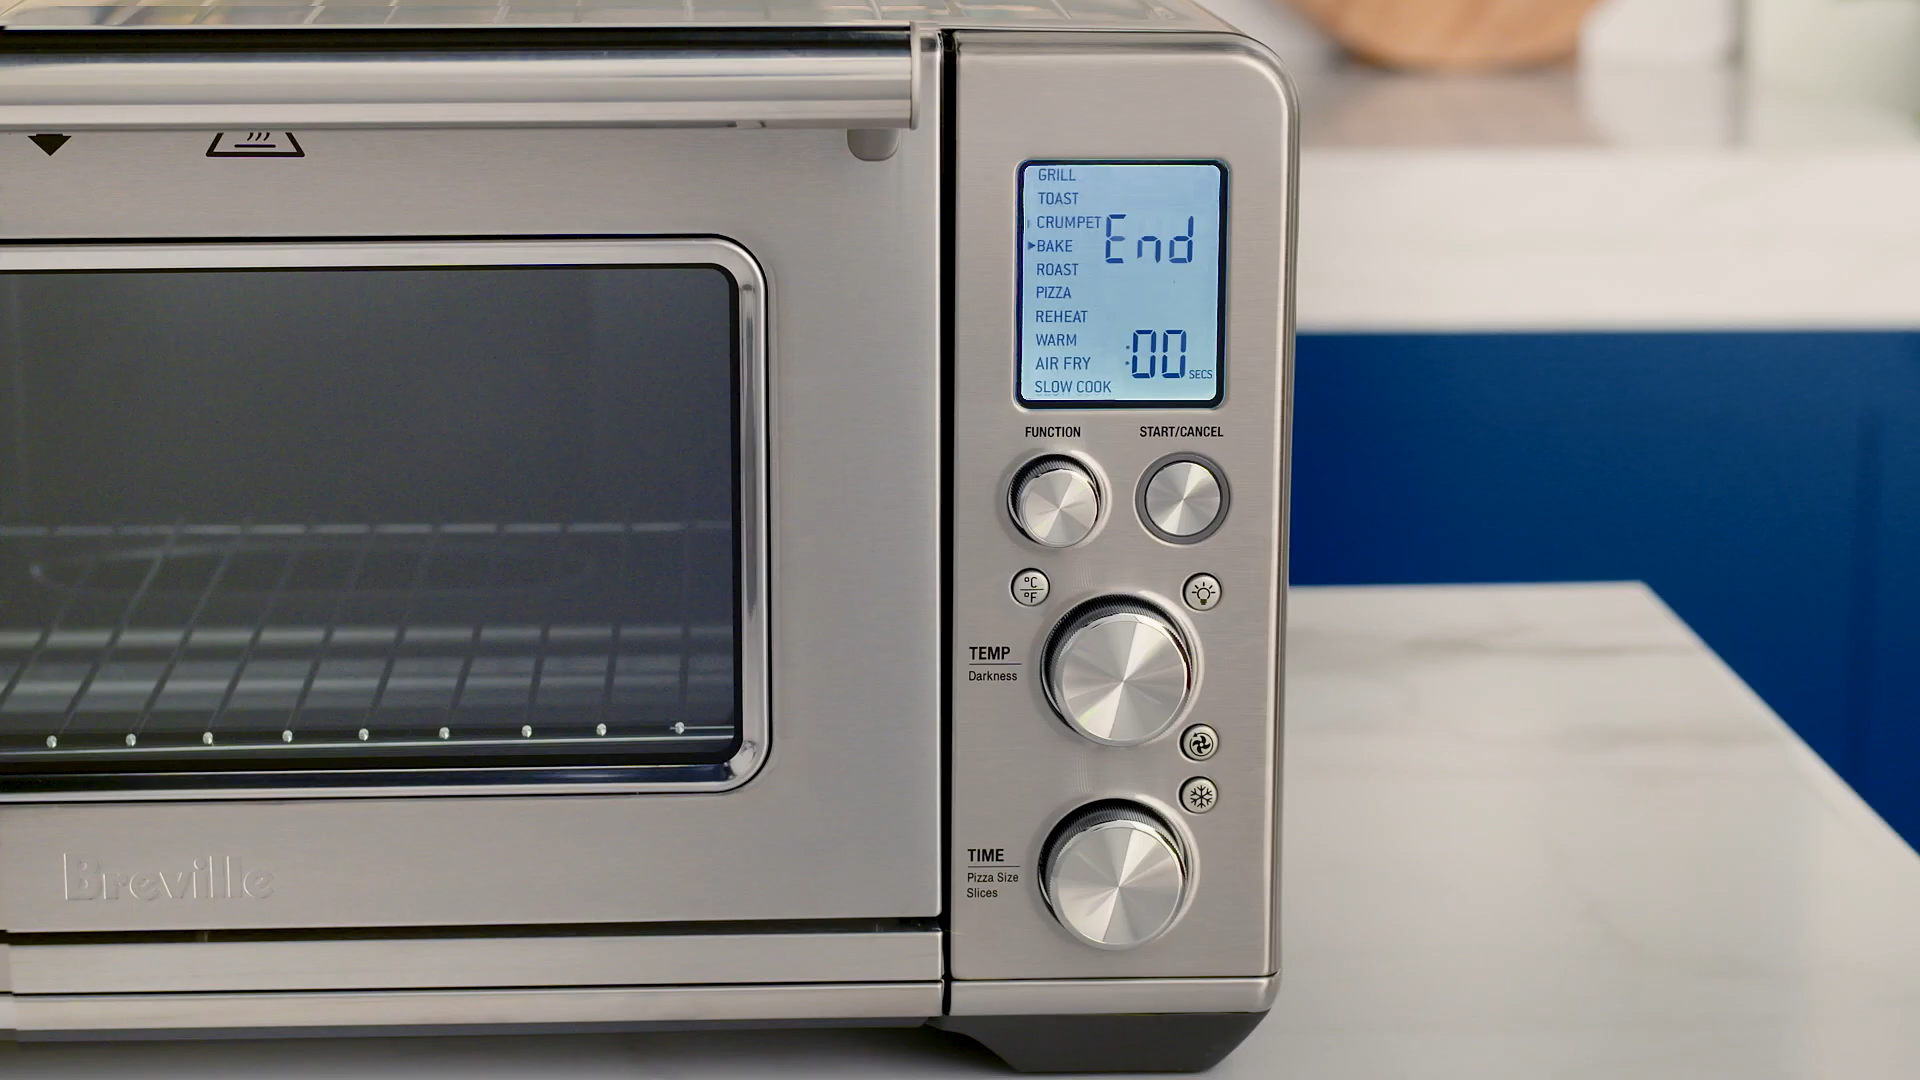 GRILL
TOAST
CRUMPET
BAKE
ROAST
PIZZA
REHEAT
WARM
AIR FRY
SLOW COOK
End
:00 SECS
FUNCTION
START/CANCEL
°C
°F
TEMP
Darkness
TIME
Pizza Size
Slices
Breville